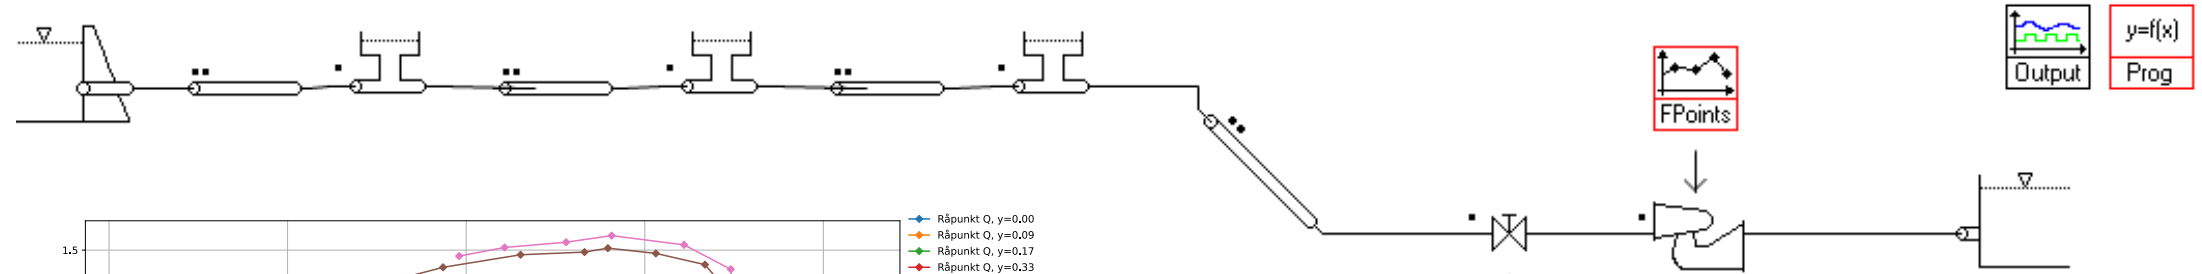 Output
y=f(x)
Prog
FPoints
1.5
Råpunkt Q, y=0.00
Råpunkt Q, y=0.09
Råpunkt Q, y=0.17
Råpunkt Q, y=0.33